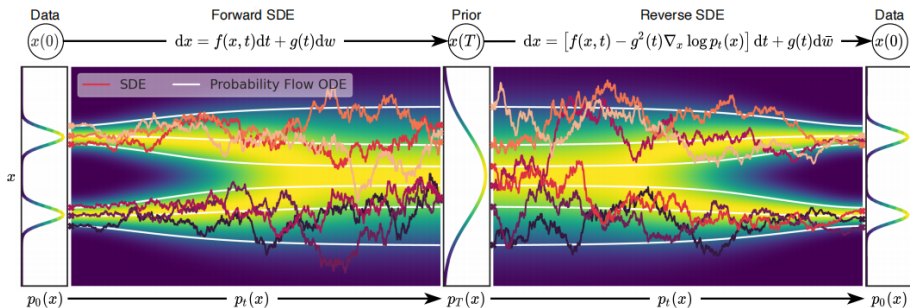 Data Forward SDE Prior Reverse SDE Data
x(0) dx = f(x, t)dt + g(t)dw x(T) dx = [f(x, t) − g²(t)∇ₓ log pₜ(x)] dt + g(t)dw̄ x(0)
SDE Probability Flow ODE
x
p₀(x) pₜ(x) p_T(x) pₜ(x) p₀(x)